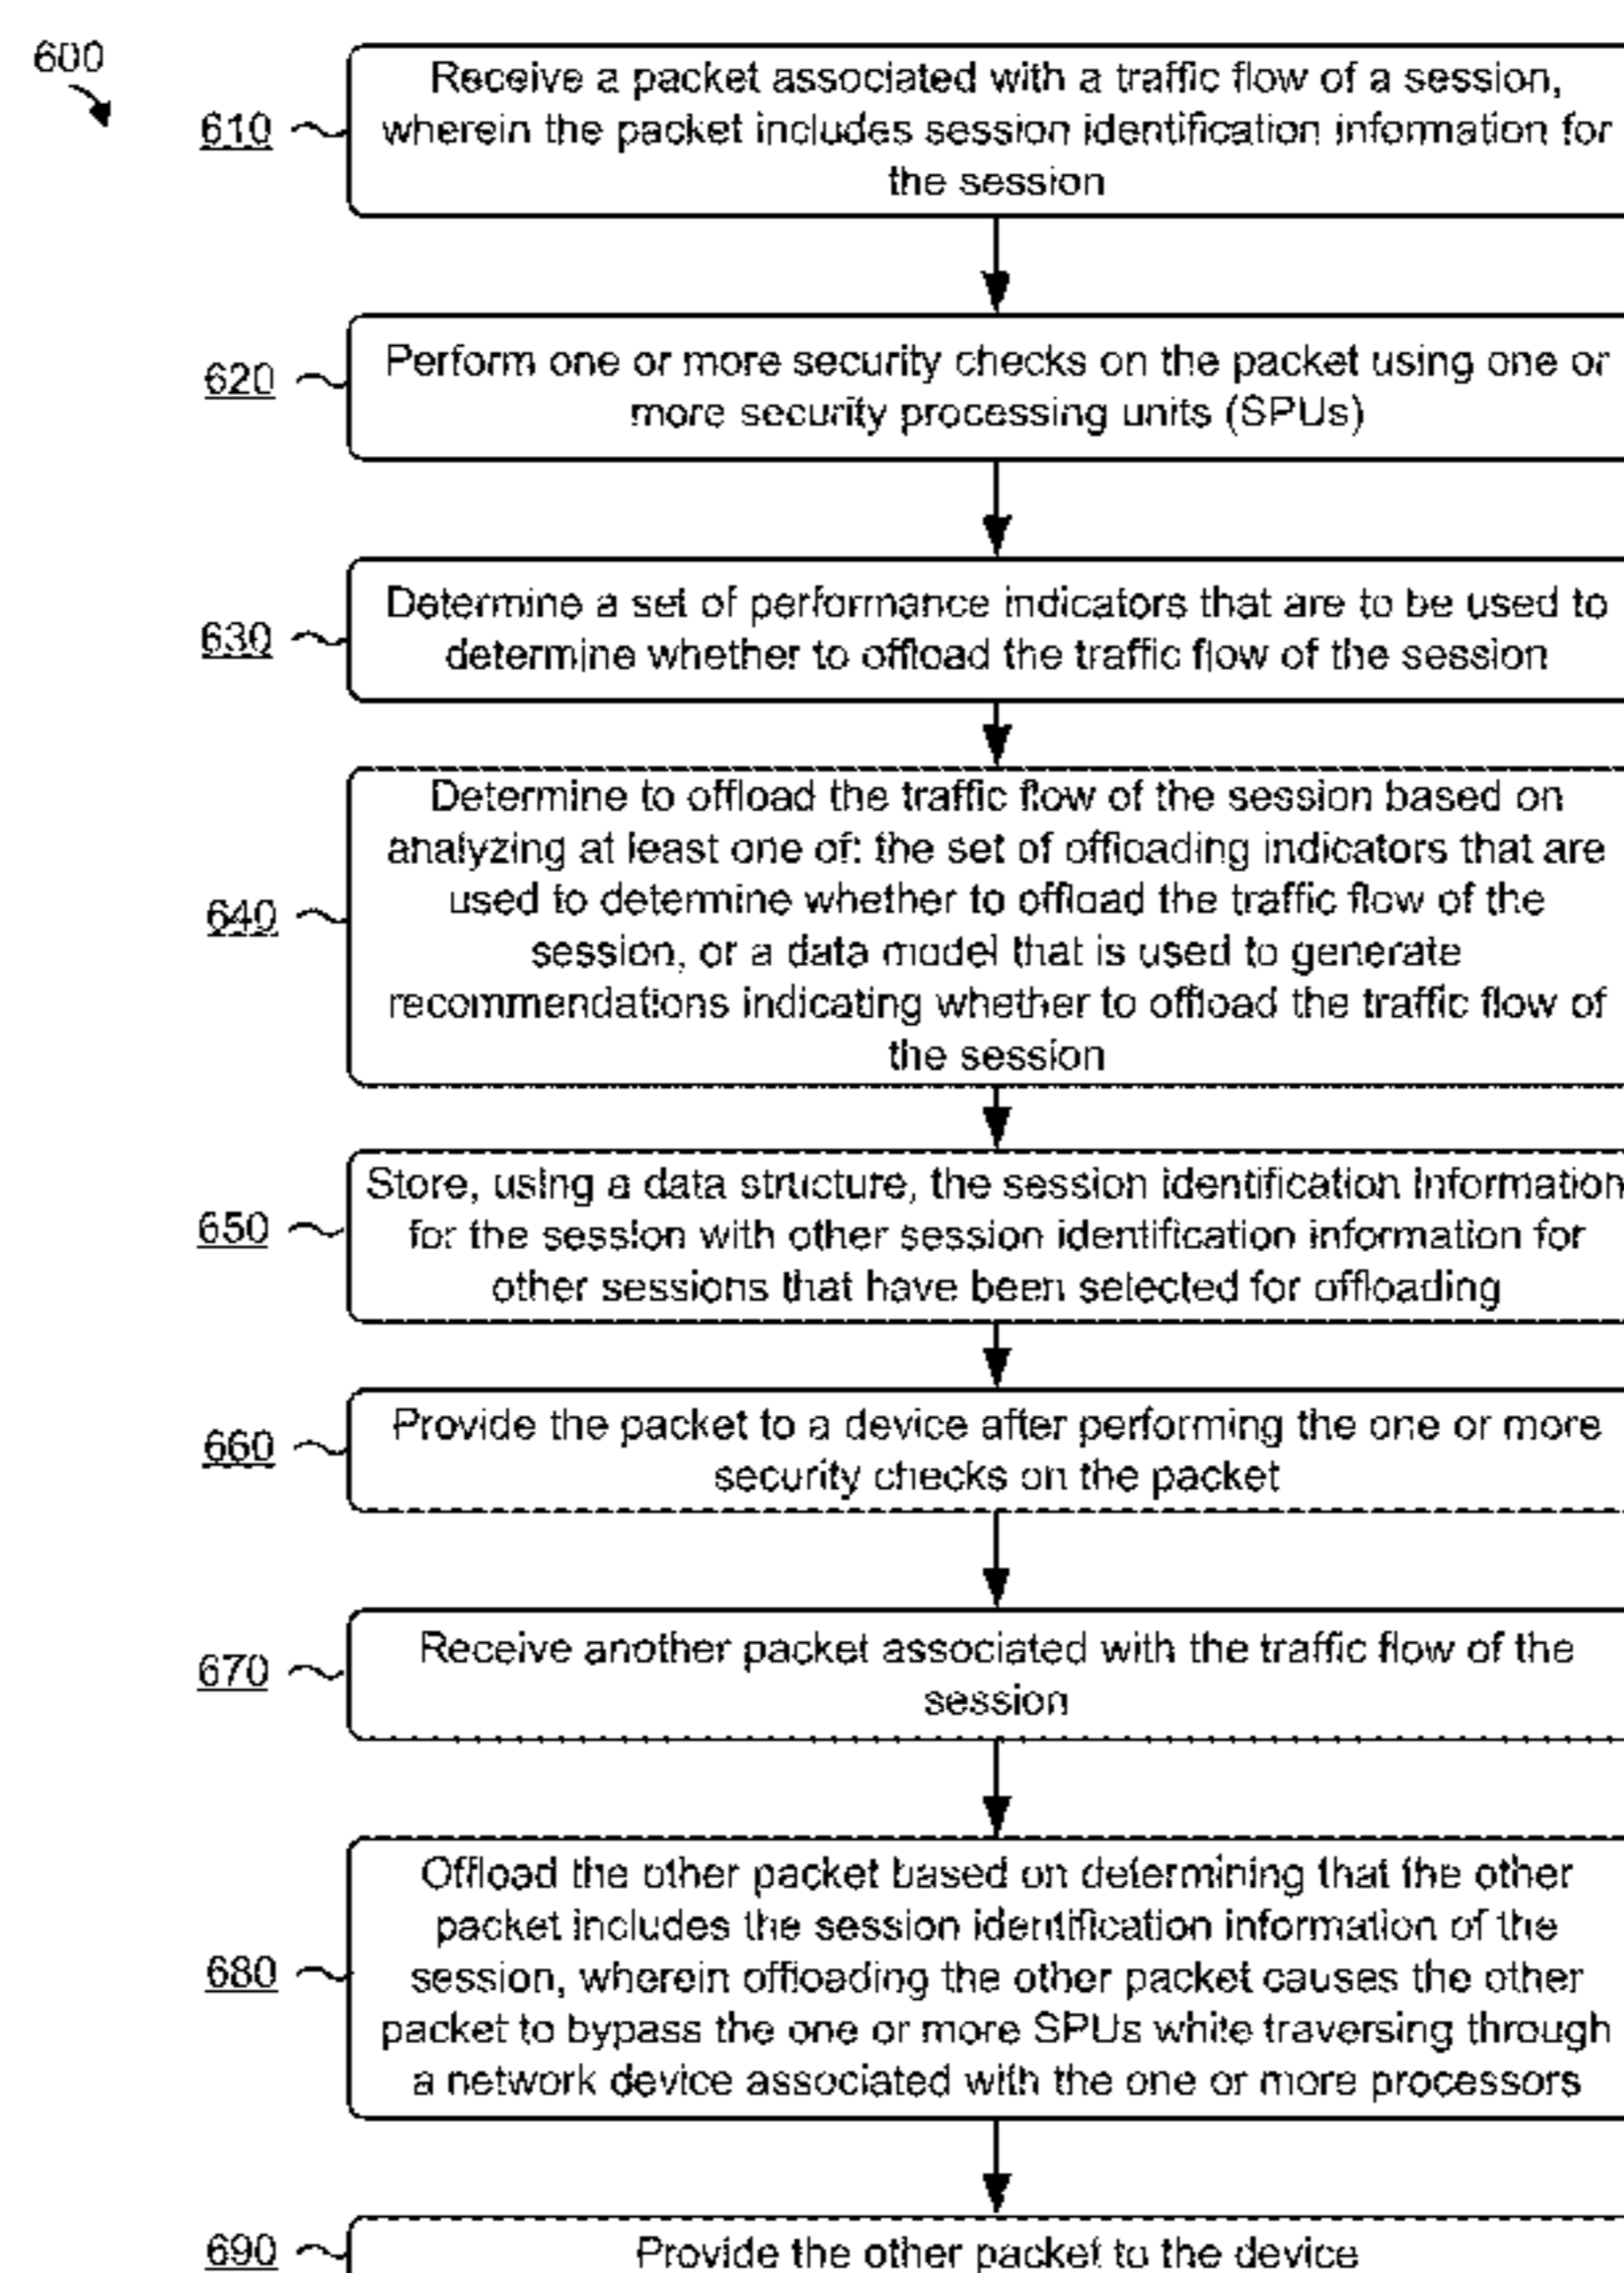 600
610
Receive a packet associated with a traffic flow of a session,
wherein the packet includes session identification information for
the session
620
Perform one or more security checks on the packet using one or
more security processing units (SPUs)
630
Determine a set of performance indicators that are to be used to
determine whether to offload the traffic flow of the session
640
Determine to offload the traffic flow of the session based on
analyzing at least one of: the set of offloading indicators that are
used to determine whether to offload the traffic flow of the
session, or a data model that is used to generate
recommendations indicating whether to offload the traffic flow of
the session
650
Store, using a data structure, the session identification information
for the session with other session identification information for
other sessions that have been selected for offloading
660
Provide the packet to a device after performing the one or more
security checks on the packet
670
Receive another packet associated with the traffic flow of the
session
680
Offload the other packet based on determining that the other
packet includes the session identification information of the
session, wherein offloading the other packet causes the other
packet to bypass the one or more SPUs while traversing through
a network device associated with the one or more processors
690
Provide the other packet to the device